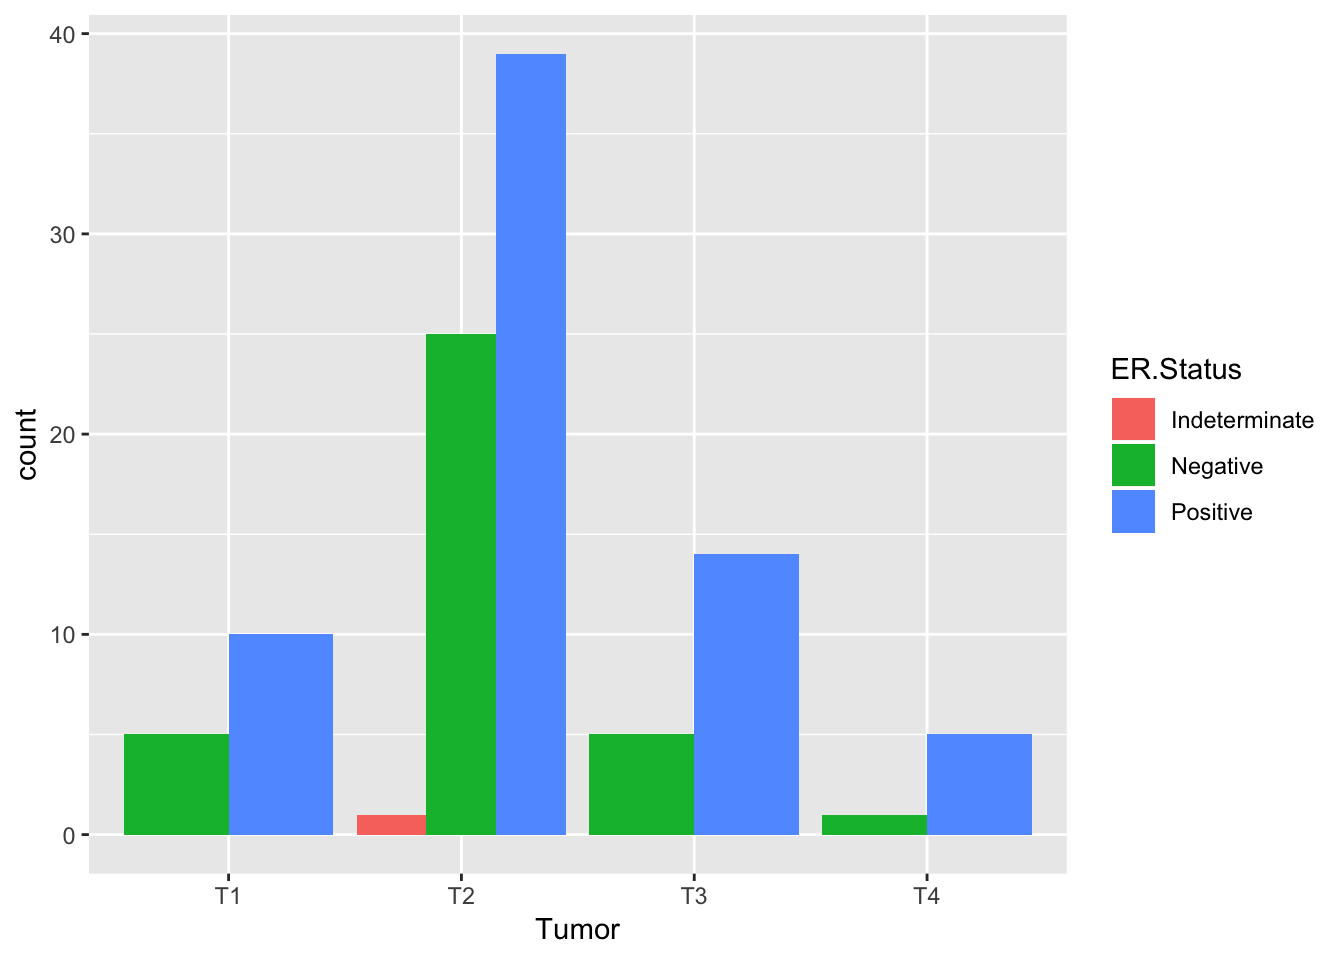 40
30
20
10
0
count
T1
T2
T3
T4
Tumor
ER.Status
Indeterminate
Negative
Positive